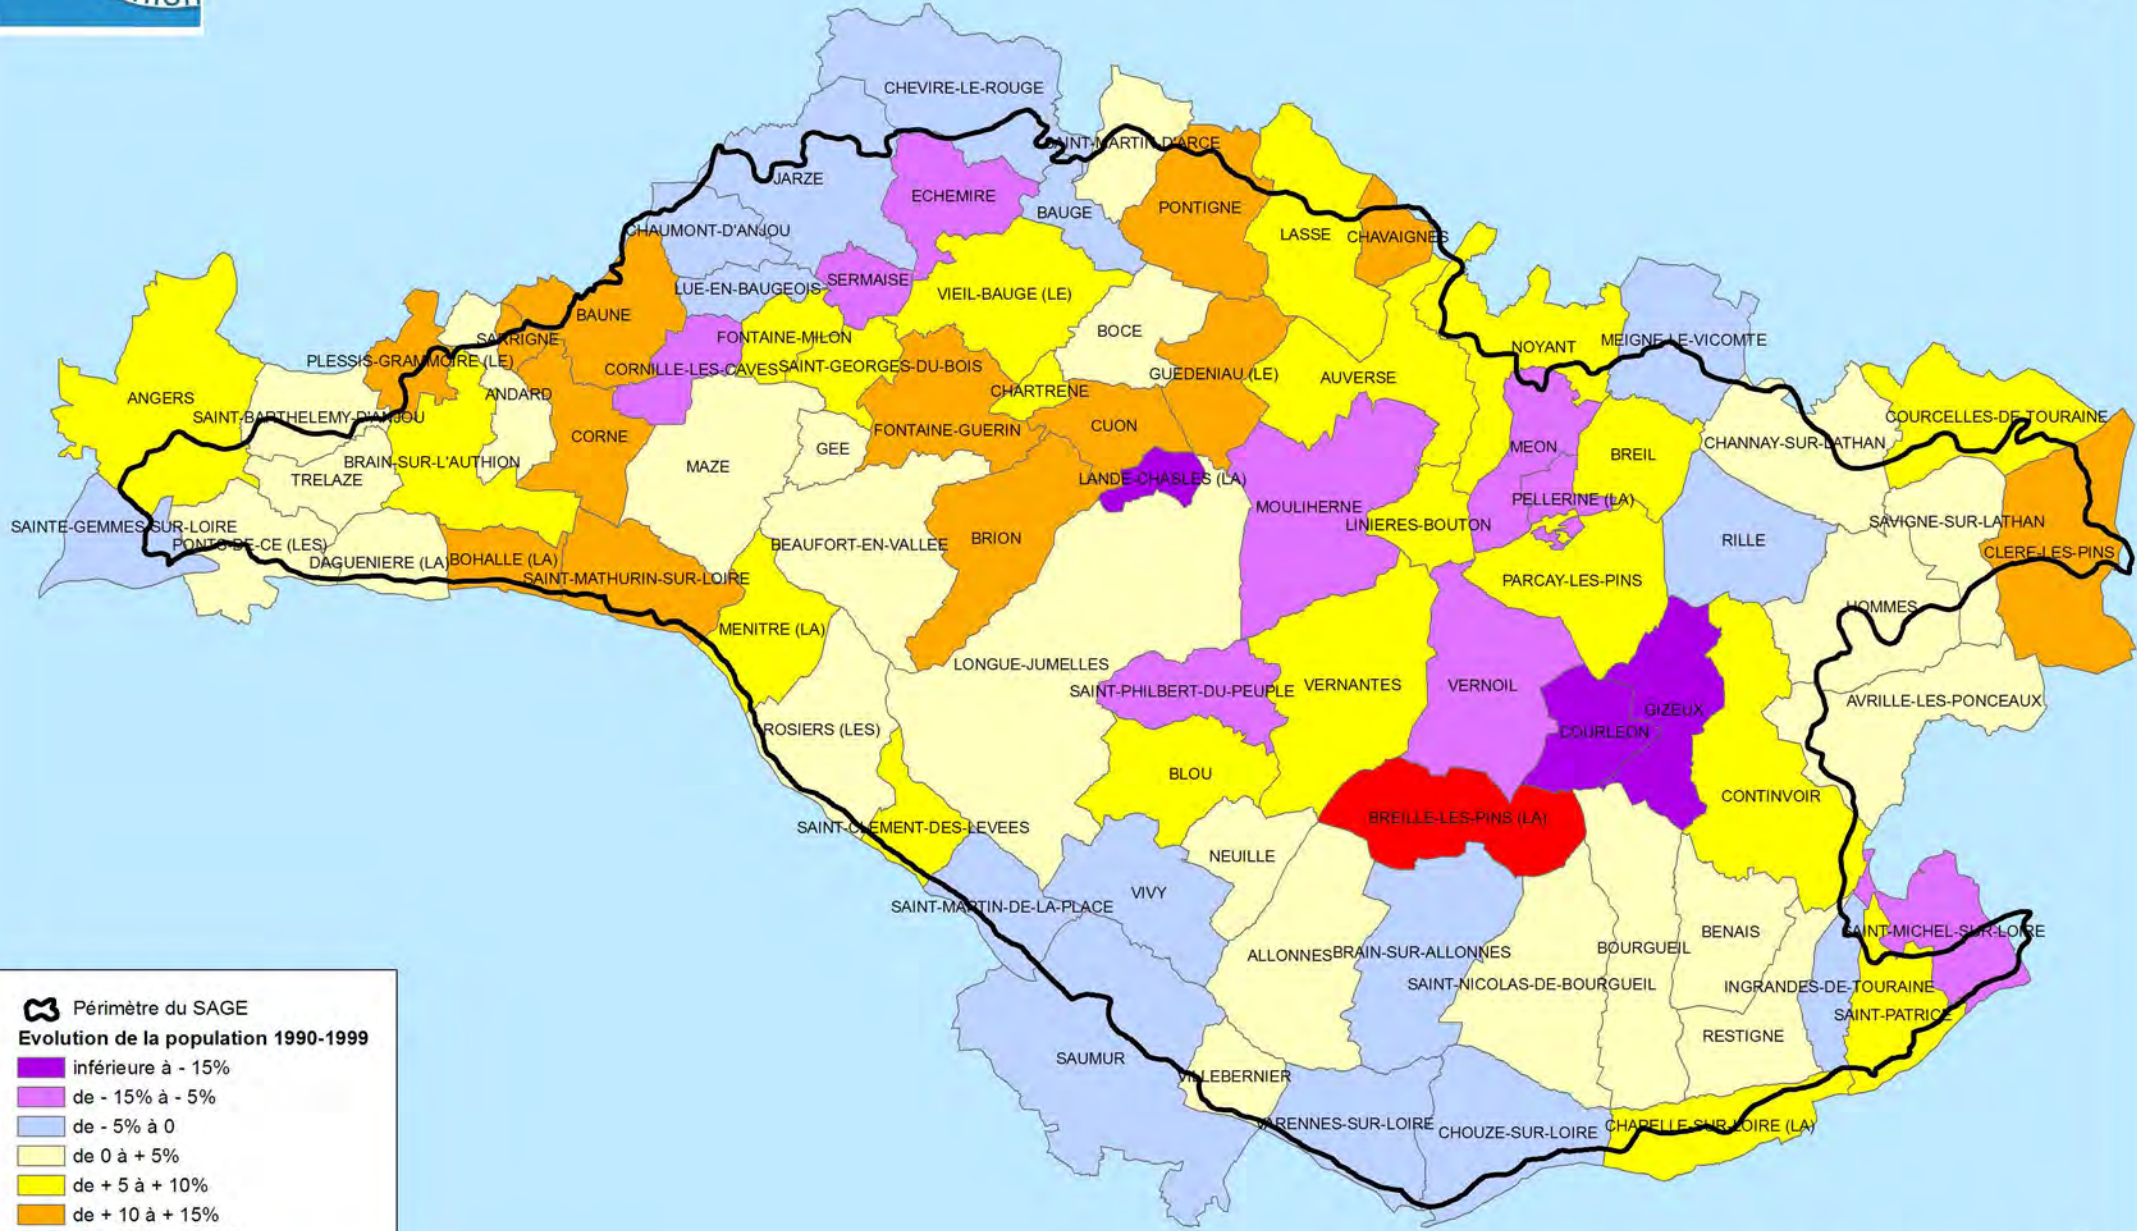 CHEVIRE-LE-ROUGE
SAINT-MARTIN-D'ARCE
JARZE
ECHEMIRE
BAUGE
PONTIGNE
CHAUMONT-D'ANJOU
LASSE
CHAVAIGNES
LUE-EN-BAUGEOIS
SERMAISE
VIEIL-BAUGE (LE)
BAUNE
SARRIGNE
FONTAINE-MILON
BOCE
NOYANT
MEIGNE-LE-VICOMTE
PLESSIS-GRAMMOIRE (LE)
CORNILLE-LES-CAVES
SAINT-GEORGES-DU-BOIS
GUEDENIAU (LE)
AUVERSE
ANGERS
ANDARD
CHARTRENE
SAINT-BARTHELEMY-D'ANJOU
COURCELLES-DE-TOURAINE
CORNE
FONTAINE-GUERIN
CUON
CHANNAY-SUR-LATHAN
GEE
MEON
BREIL
BRAIN-SUR-L'AUTHION
MAZE
TRELAZE
LANDE-CHASLES (LA)
MOULIHERNE
PELLERINE (LA)
SAINTE-GEMMES-SUR-LOIRE
LINIERES-BOUTON
SAVIGNE-SUR-LATHAN
PONTS-DE-CE (LES)
BEAUFORT-EN-VALLEE
BRION
RILLE
DAGUENIERE (LA)
BOHALLE (LA)
CLERE-LES-PINS
SAINT-MATHURIN-SUR-LOIRE
PARCAY-LES-PINS
HOMMES
MENITRE (LA)
LONGUE-JUMELLES
SAINT-PHILBERT-DU-PEUPLE
VERNANTES
VERNOIL
AVRILLE-LES-PONCEAUX
GIZEUX
ROSIERS (LES)
COURLEON
BLOU
CONTINVOIR
SAINT-CLEMENT-DES-LEVEES
BREILLE-LES-PINS (LA)
NEUILLE
VIVY
SAINT-MARTIN-DE-LA-PLACE
BENAIS
SAINT-MICHEL-SUR-LOIRE
ALLONNES
BRAIN-SUR-ALLONNES
BOURGUEIL
SAINT-NICOLAS-DE-BOURGUEIL
INGRANDES-DE-TOURAINE
SAINT-PATRICE
RESTIGNE
SAUMUR
VILLEBERNIER
VARENNES-SUR-LOIRE
CHOUZE-SUR-LOIRE
CHAPELLE-SUR-LOIRE (LA)
Périmètre du SAGE
Evolution de la population 1990-1999
inférieure à - 15%
de - 15% à - 5%
de - 5% à 0
de 0 à + 5%
de + 5 à + 10%
de + 10 à + 15%